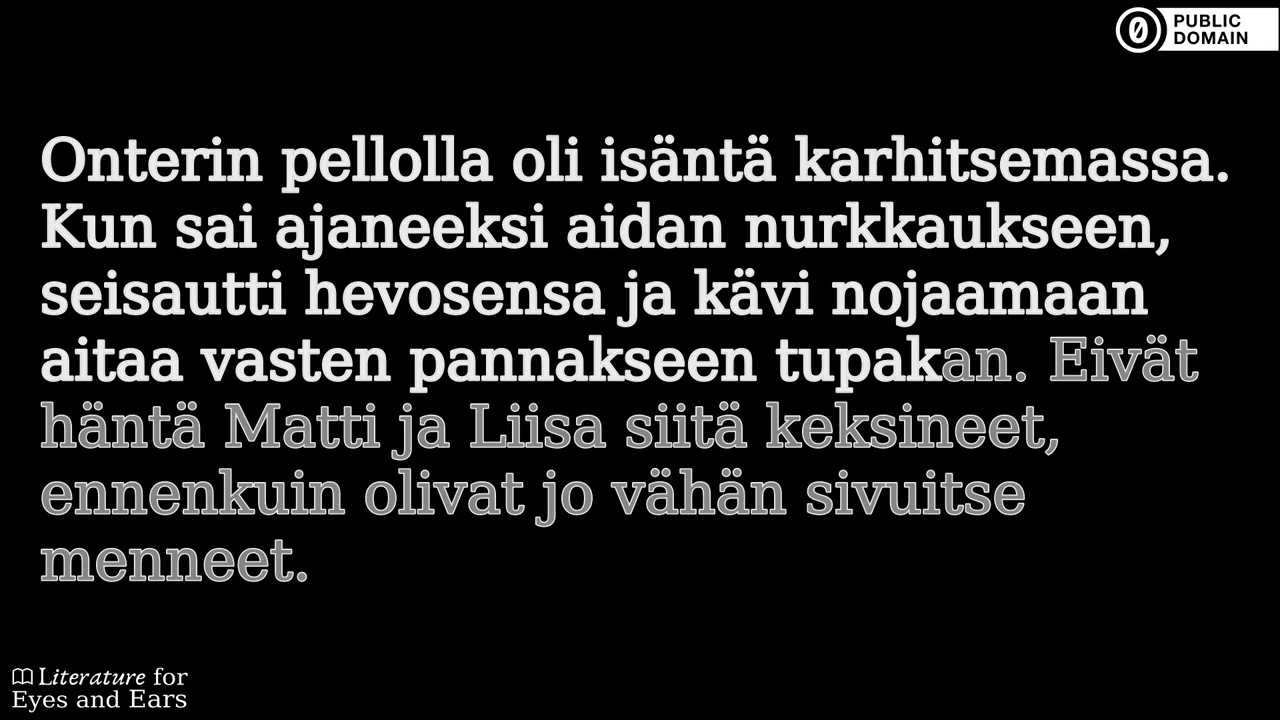 PUBLIC
DOMAIN
Onterin pellolla oli isäntä karhitsemassa.
Kun sai ajaneeksi aidan nurkkaukseen,
seisautti hevosensa ja kävi nojaamaan
aitaa vasten pannakseen tupakan. Eivät
häntä Matti ja Liisa siitä keksineet,
ennenkuin olivat jo vähän sivuitse
menneet.
Literature for
Eyes and Ears